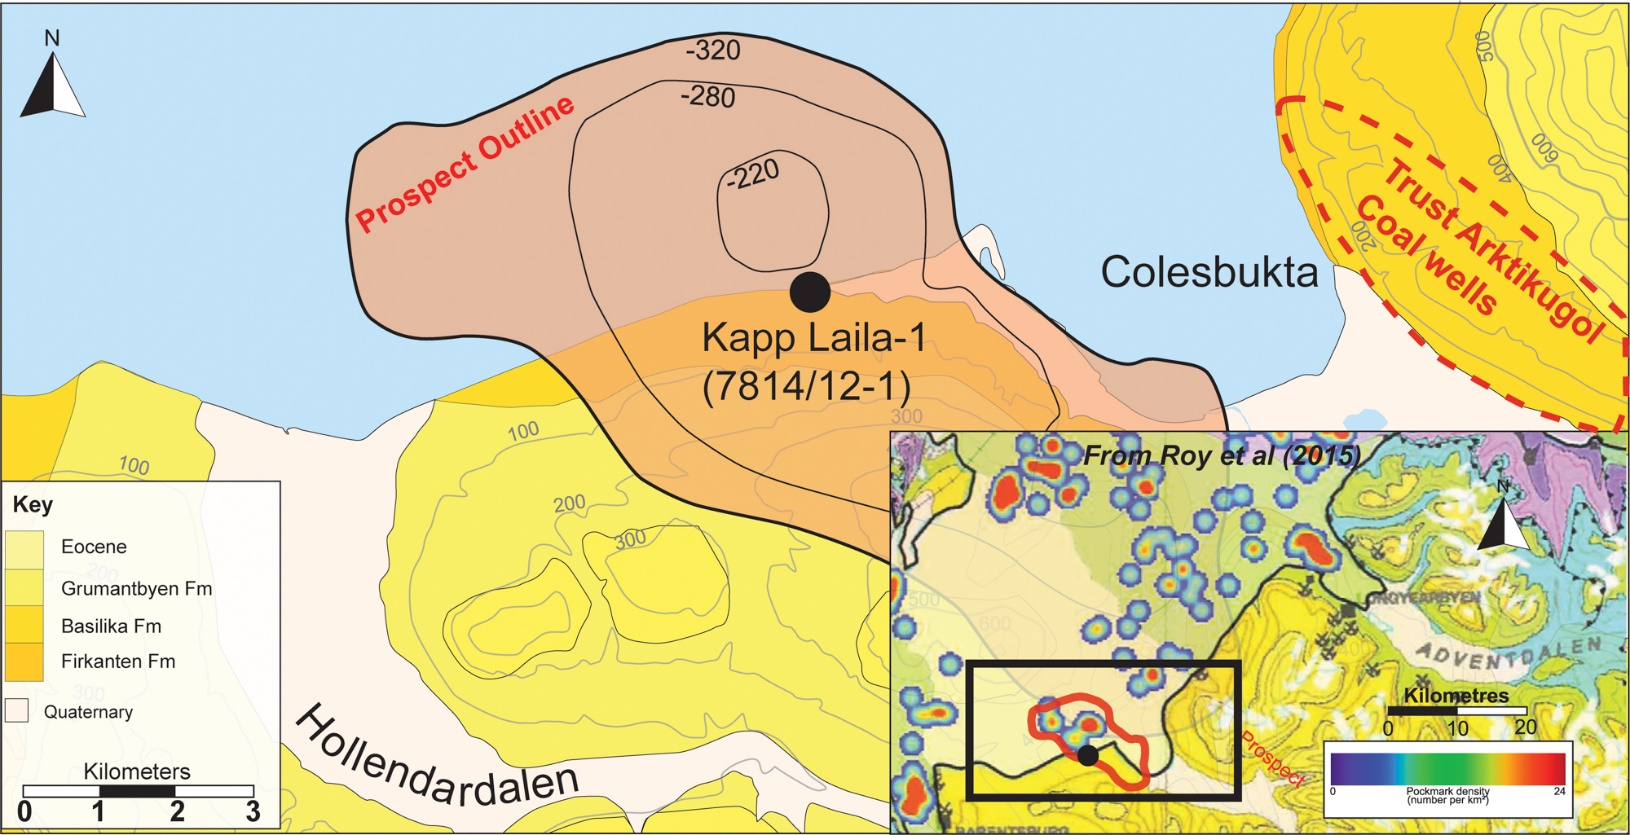 N
-320
-280
-220
Prospect Outline
500
600
400
200
Trust Arktikugol
Coal wells
Colesbukta
Kapp Laila-1
(7814/12-1)
300
100
100
200
300
Key
Eocene
Grumantbyen Fm
200
Basilika Fm
Firkanten Fm
300
Quaternary
Kilometers
0 1 2 3
Hollendardalen
From Roy et al (2015)
N
500
600
ADVENTDALEN
Kilometres
0 10 20
Prospect
0 24
Pockmark density
(number per km²)
BARENTSBURG